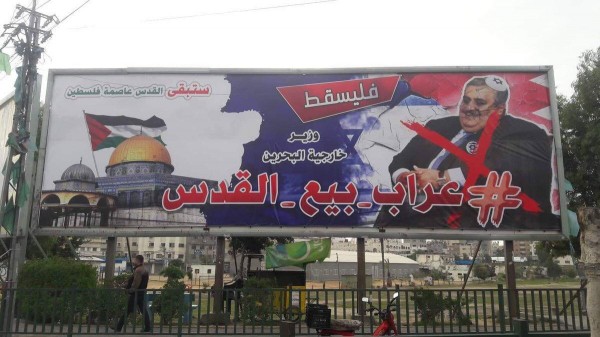 ستبقى القدس عاصمة فلسطين
فليسقط
وزير
خارجية البحرين
#عراب_بيع_القدس